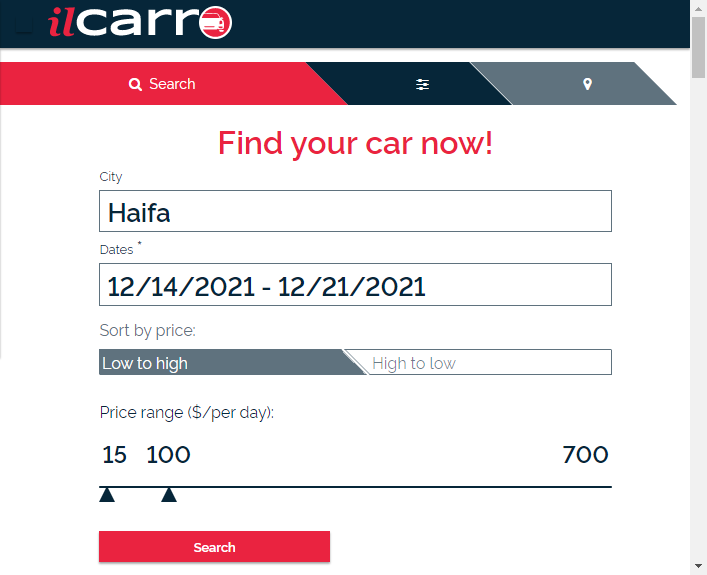 ilcarro
Search
Find your car now!
City
Haifa
Dates *
12/14/2021 - 12/21/2021
Sort by price:
Low to high High to low
Price range ($/per day):
15 100 700
Search